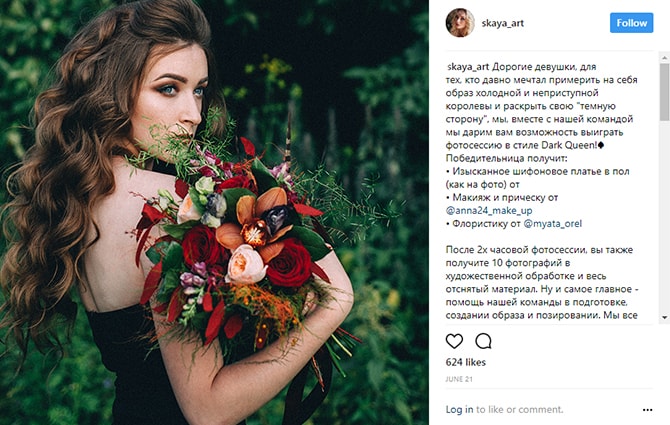 skaya_art
Follow
skaya_art Дорогие девушки, для
тех, кто давно мечтал примерить на себя
образ холодной и неприступной
королевы и раскрыть свою "темную
сторону", мы, вместе с нашей командой
мы дарим вам возможность выиграть
фотосессию в стиле Dark Queen!♠
Победительница получит:
• Изысканное шифоновое платье в пол
(как на фото) от
• Макияж и прическу от
@anna24_make_up
• Флористику от @myata_orel
После 2х часовой фотосессии, вы также
получите 10 фотографий в
художественной обработке и весь
отснятый материал. Ну и самое главное -
помощь нашей команды в подготовке,
создании образа и позировании. Мы все
624 likes
JUNE 21
Log in to like or comment.